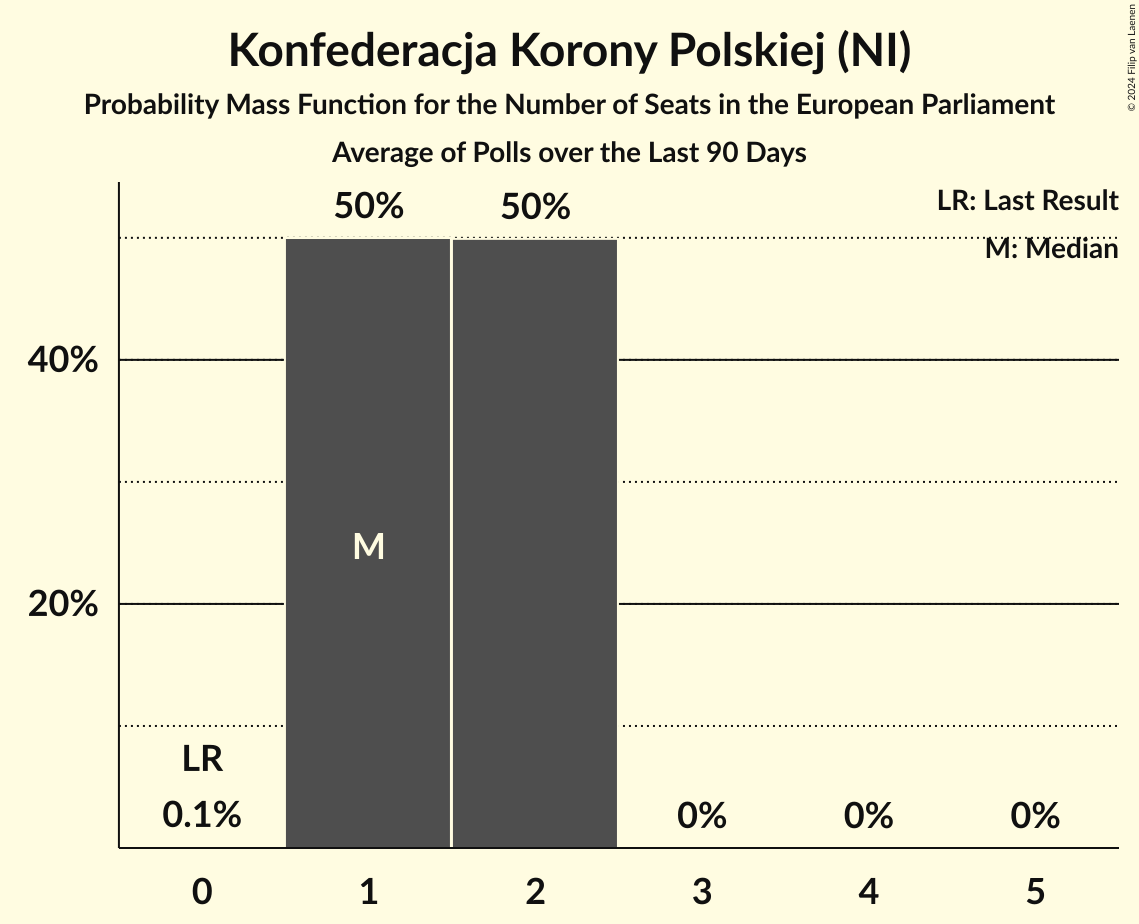 Konfederacja Korony Polskiej (NI)
Probability Mass Function for the Number of Seats in the European Parliament
Average of Polls over the Last 90 Days
© 2024 Filip van Laenen
50% 50%
LR: Last Result
M: Median
40%
M
20%
LR
0.1% 0% 0% 0%
0 1 2 3 4 5